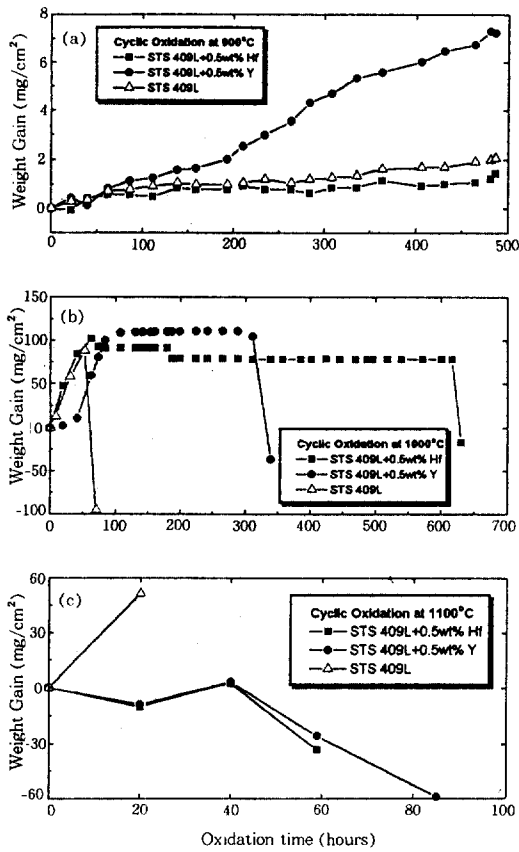 (a)
Cyclic Oxidation at 900°C
STS 409L+0.5wt% Hf
STS 409L+0.5wt% Y
STS 409L
Weight Gain (mg/cm²)
8
6
4
2
0
0 100 200 300 400 500
(b)
Weight Gain (mg/cm²)
150
100
50
0
-50
-100
Cyclic Oxidation at 1000°C
STS 409L+0.5wt% Hf
STS 409L+0.5wt% Y
STS 409L
0 100 200 300 400 500 600 700
(c)
Weight Gain (mg/cm²)
60
30
0
-30
-60
Cyclic Oxidation at 1100°C
STS 409L+0.5wt% Hf
STS 409L+0.5wt% Y
STS 409L
0 20 40 60 80 100
Oxidation time (hours)